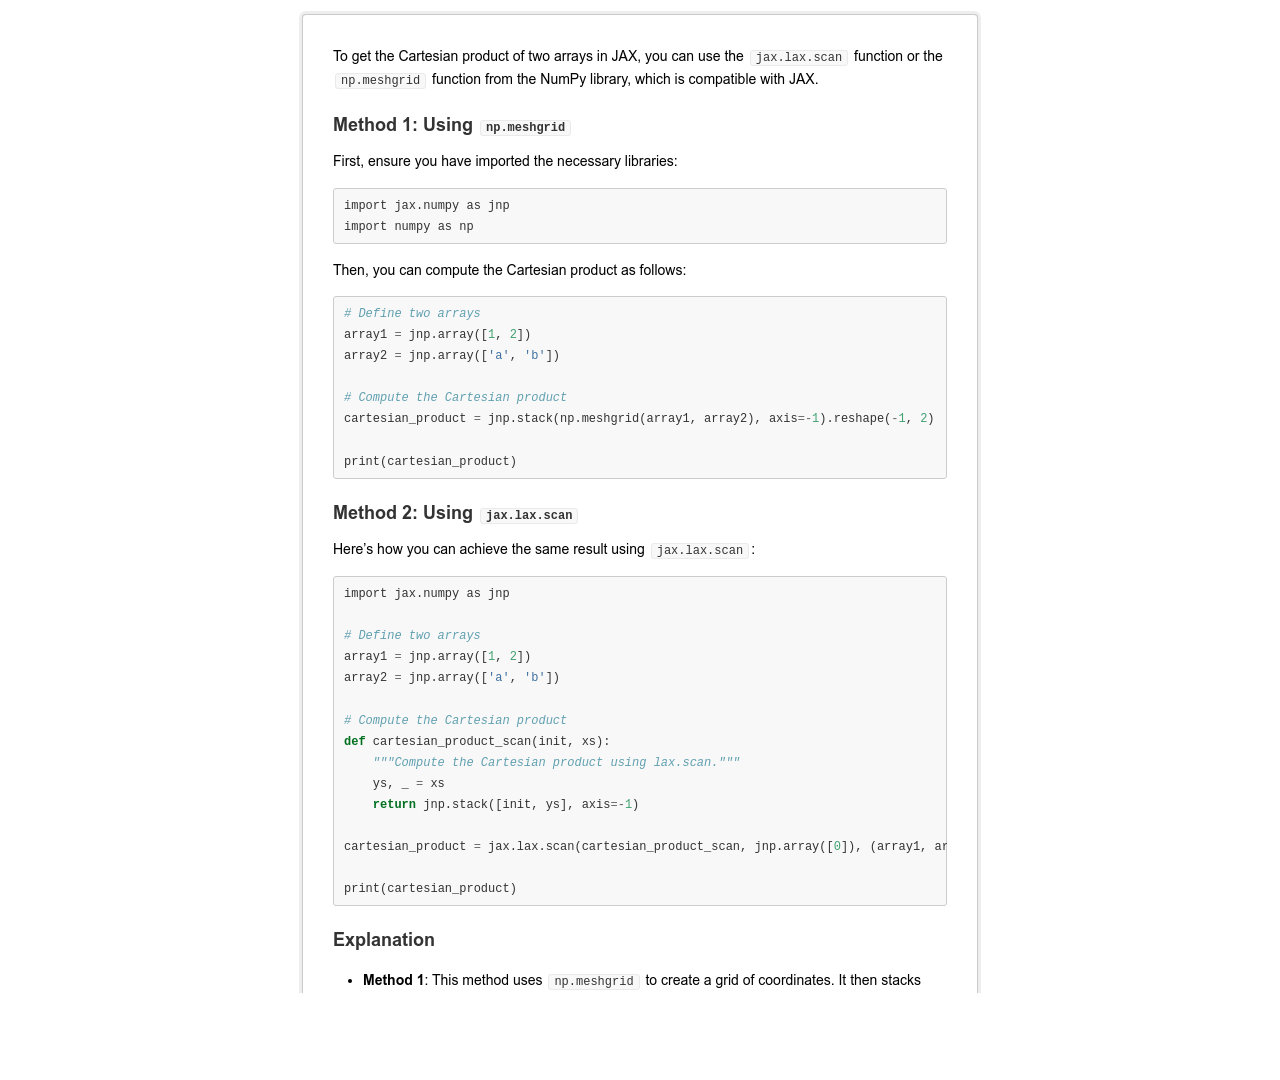 To get the Cartesian product of two arrays in JAX, you can use the jax.lax.scan function or the
np.meshgrid function from the NumPy library, which is compatible with JAX.
Method 1: Using np.meshgrid
First, ensure you have imported the necessary libraries:
import jax.numpy as jnp
import numpy as np
Then, you can compute the Cartesian product as follows:
# Define two arrays
array1 = jnp.array([1, 2])
array2 = jnp.array(['a', 'b'])
# Compute the Cartesian product
cartesian_product = jnp.stack(np.meshgrid(array1, array2), axis=-1).reshape(-1, 2)
print(cartesian_product)
Method 2: Using jax.lax.scan
Here's how you can achieve the same result using jax.lax.scan:
import jax.numpy as jnp
# Define two arrays
array1 = jnp.array([1, 2])
array2 = jnp.array(['a', 'b'])
# Compute the Cartesian product
def cartesian_product_scan(init, xs):
    """Compute the Cartesian product using lax.scan."""
    ys, _ = xs
    return jnp.stack([init, ys], axis=-1)
cartesian_product = jax.lax.scan(cartesian_product_scan, jnp.array([0]), (array1, ar
print(cartesian_product)
Explanation
• Method 1: This method uses np.meshgrid to create a grid of coordinates. It then stacks